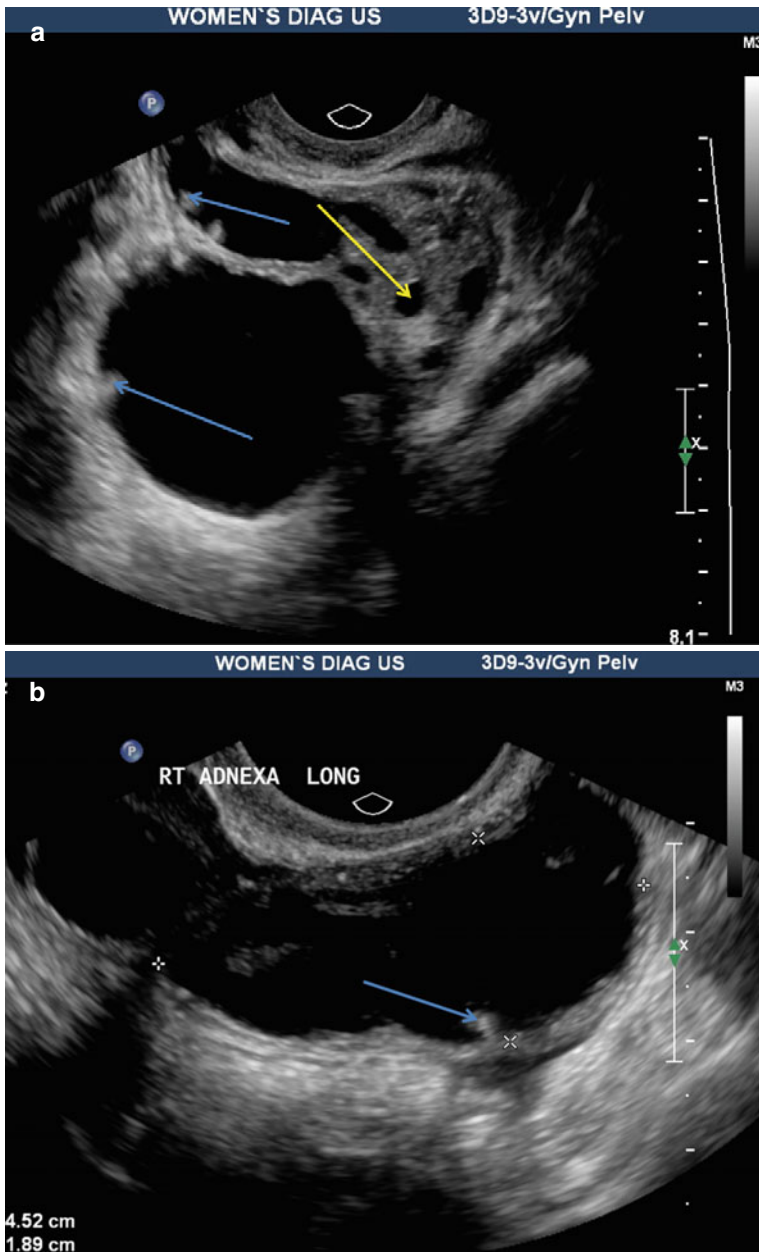 WOMEN`S DIAG US 3D9-3v/Gyn Pelv
a
M3
P
X
8.1
WOMEN`S DIAG US 3D9-3v/Gyn Pelv
b
M3
P
RT ADNEXA LONG
X
4.52 cm
1.89 cm